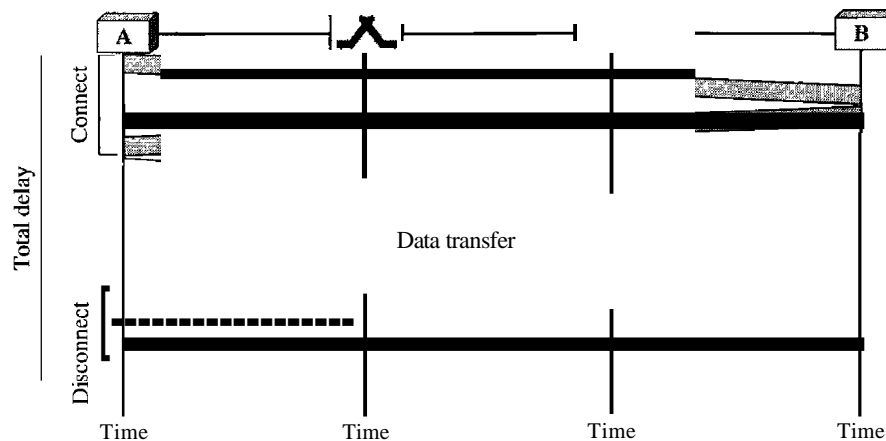 A
B
Connect
Total delay
Data transfer
Disconnect
Time
Time
Time
Time